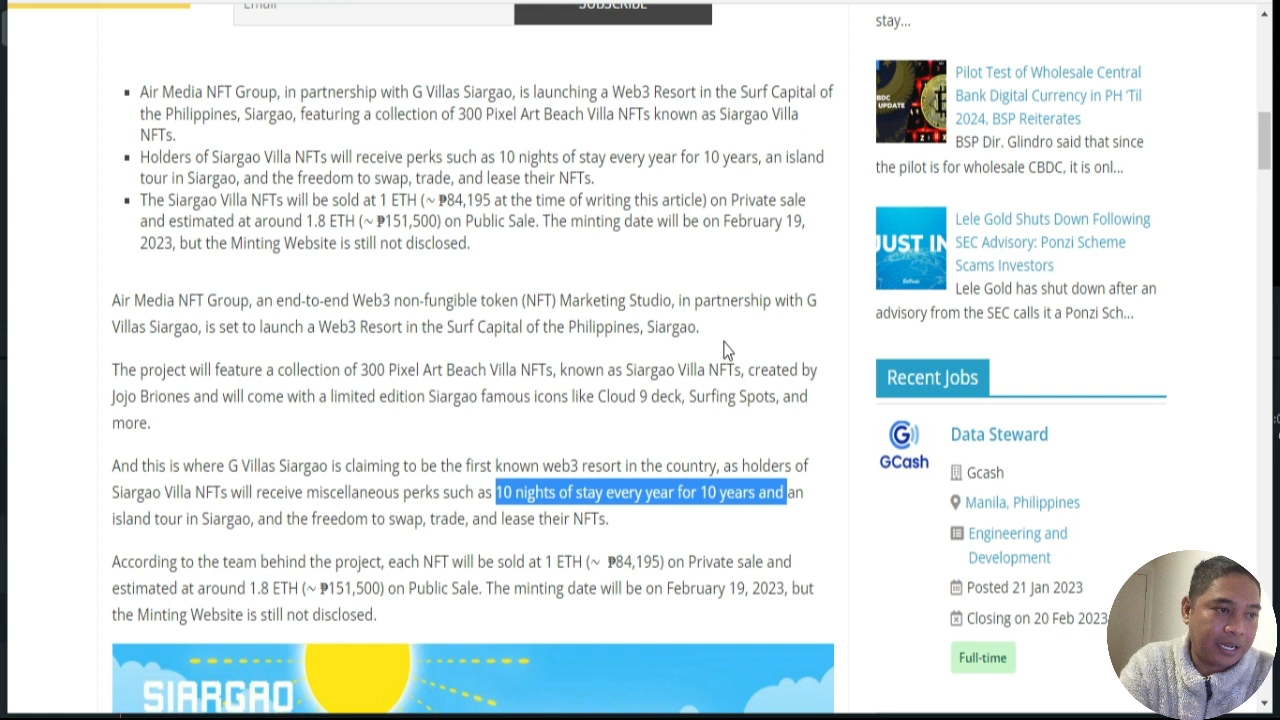 Email
SUBSCRIBE
▪ Air Media NFT Group, in partnership with G Villas Siargao, is launching a Web3 Resort in the Surf Capital of
the Philippines, Siargao, featuring a collection of 300 Pixel Art Beach Villa NFTs known as Siargao Villa
NFTs.
▪ Holders of Siargao Villa NFTs will receive perks such as 10 nights of stay every year for 10 years, an island
tour in Siargao, and the freedom to swap, trade, and lease their NFTs.
▪ The Siargao Villa NFTs will be sold at 1 ETH (~ ₱84,195 at the time of writing this article) on Private sale
and estimated at around 1.8 ETH (~ ₱151,500) on Public Sale. The minting date will be on February 19,
2023, but the Minting Website is still not disclosed.
Air Media NFT Group, an end-to-end Web3 non-fungible token (NFT) Marketing Studio, in partnership with G
Villas Siargao, is set to launch a Web3 Resort in the Surf Capital of the Philippines, Siargao.
The project will feature a collection of 300 Pixel Art Beach Villa NFTs, known as Siargao Villa NFTs, created by
Jojo Briones and will come with a limited edition Siargao famous icons like Cloud 9 deck, Surfing Spots, and
more.
And this is where G Villas Siargao is claiming to be the first known web3 resort in the country, as holders of
Siargao Villa NFTs will receive miscellaneous perks such as 10 nights of stay every year for 10 years and an
island tour in Siargao, and the freedom to swap, trade, and lease their NFTs.
According to the team behind the project, each NFT will be sold at 1 ETH (~ ₱84,195) on Private sale and
estimated at around 1.8 ETH (~ ₱151,500) on Public Sale. The minting date will be on February 19, 2023, but
the Minting Website is still not disclosed.
SIARGAO
stay...
BDC
UPDATE
Pilot Test of Wholesale Central
Bank Digital Currency in PH ‘Til
2024, BSP Reiterates
BSP Dir. Glindro said that since
the pilot is for wholesale CBDC, it is onl...
JUST IN
Lele Gold Shuts Down Following
SEC Advisory: Ponzi Scheme
Scams Investors
Lele Gold has shut down after an
advisory from the SEC calls it a Ponzi Sch...
Recent Jobs
GCash
Data Steward
Gcash
Manila, Philippines
Engineering and
Development
Posted 21 Jan 2023
Closing on 20 Feb 2023
Full-time